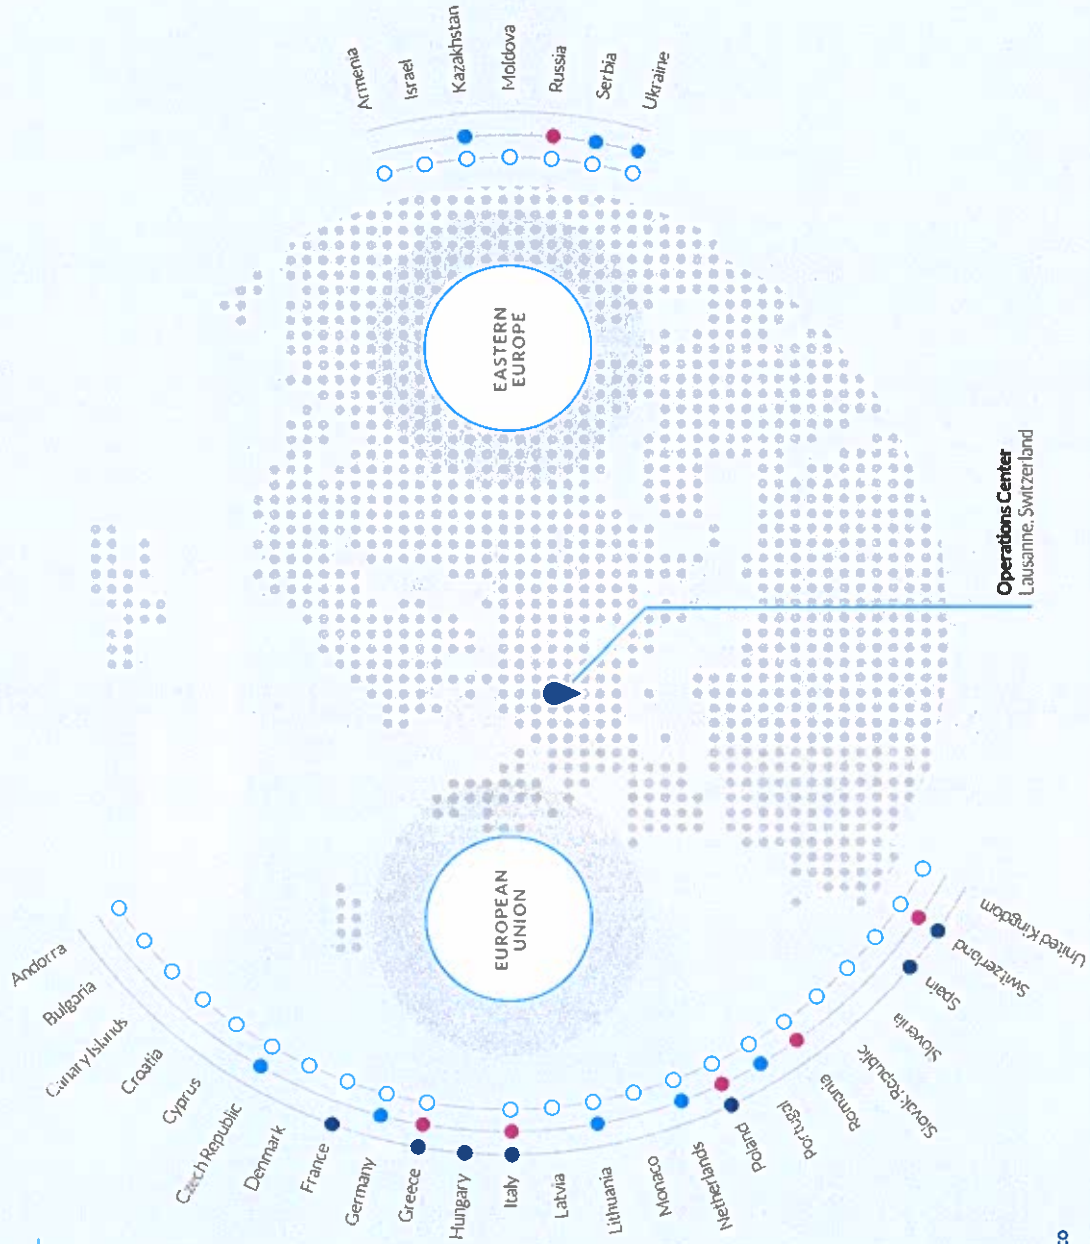 Armenia
Israel
Kazakhstan
Moldova
Russia
Serbia
Ukraine
EASTERN
EUROPE
Operations Center
Lausanne, Switzerland
EUROPEAN
UNION
Andorra
Bulgaria
Canary Islands
Croatia
Cyprus
Czech Republic
Denmark
France
Germany
Greece
Hungary
Italy
Latvia
Lithuania
Monaco
Netherlands
Poland
Portugal
Romania
Slovak Republic
Slovenia
Spain
Switzerland
United Kingdom
co